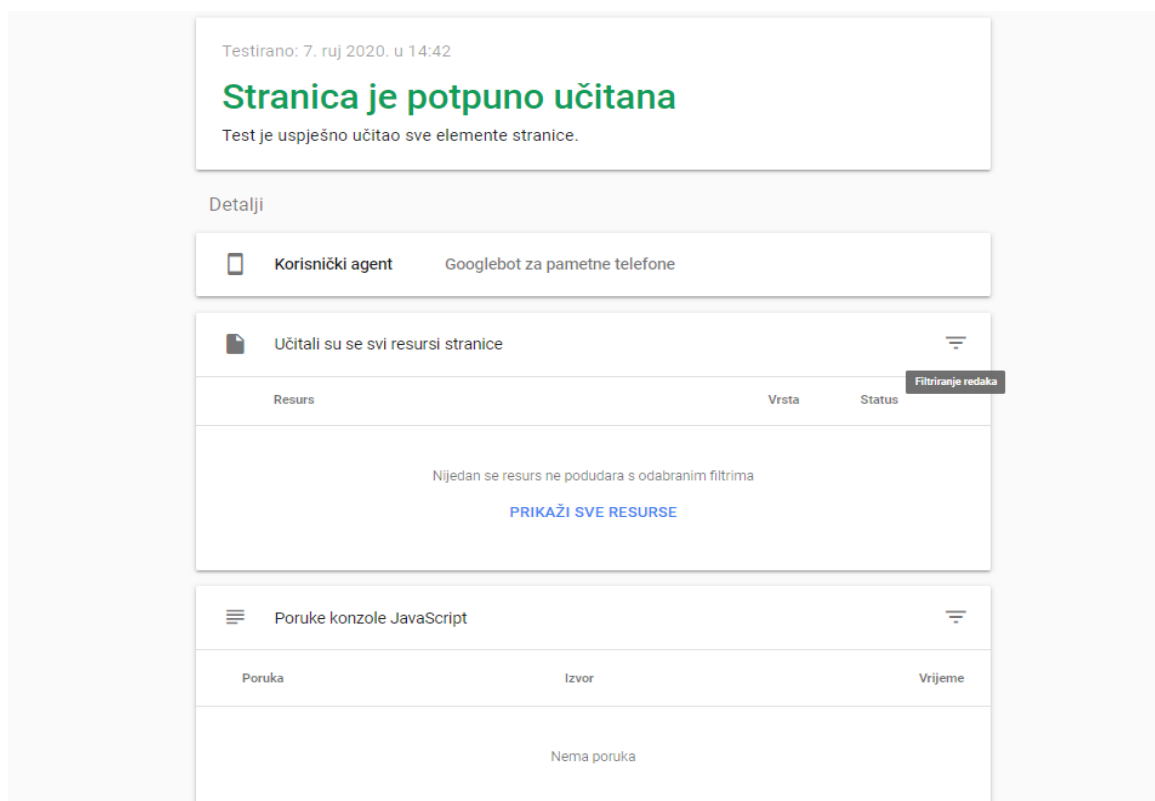 Testirano: 7. ruj 2020. u 14:42
Stranica je potpuno učitana
Test je uspješno učitao sve elemente stranice.
Detalji
Korisnički agent Googlebot za pametne telefone
Učitali su se svi resursi stranice
Filtriranje redaka
Resurs Vrsta Status
Nijedan se resurs ne podudara s odabranim filtrima
PRIKAŽI SVE RESURSE
Poruke konzole JavaScript
Poruka Izvor Vrijeme
Nema poruka